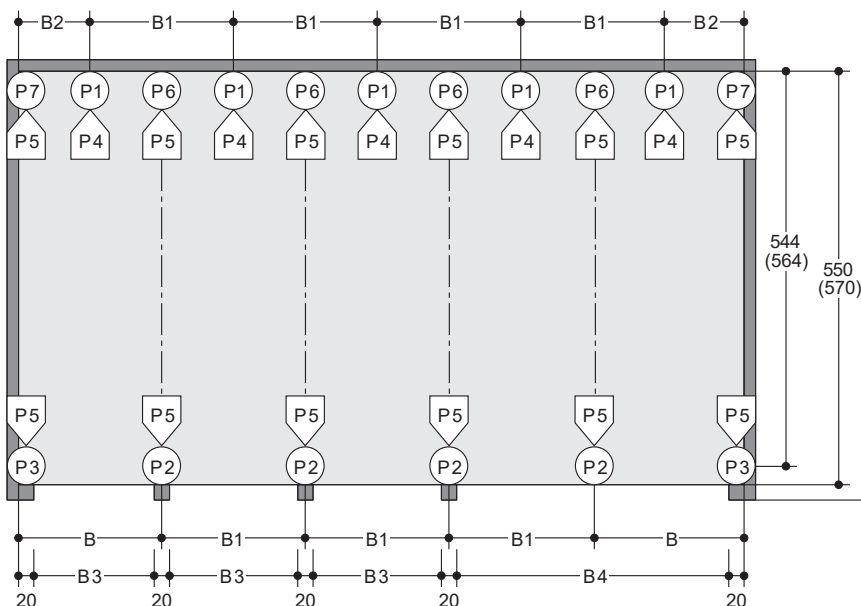 B2 B1 B1 B1 B1 B2
P7 P1 P6 P1 P6 P1 P6 P1 P6 P1 P7
P5 P4 P5 P4 P5 P4 P5 P4 P5 P4 P5
544
(564)
550
(570)
P5 P5 P5 P5 P5 P5
P3 P2 P2 P2 P2 P3
B B1 B1 B1 B
B3 B3 B3 B4
20 20 20 20 20